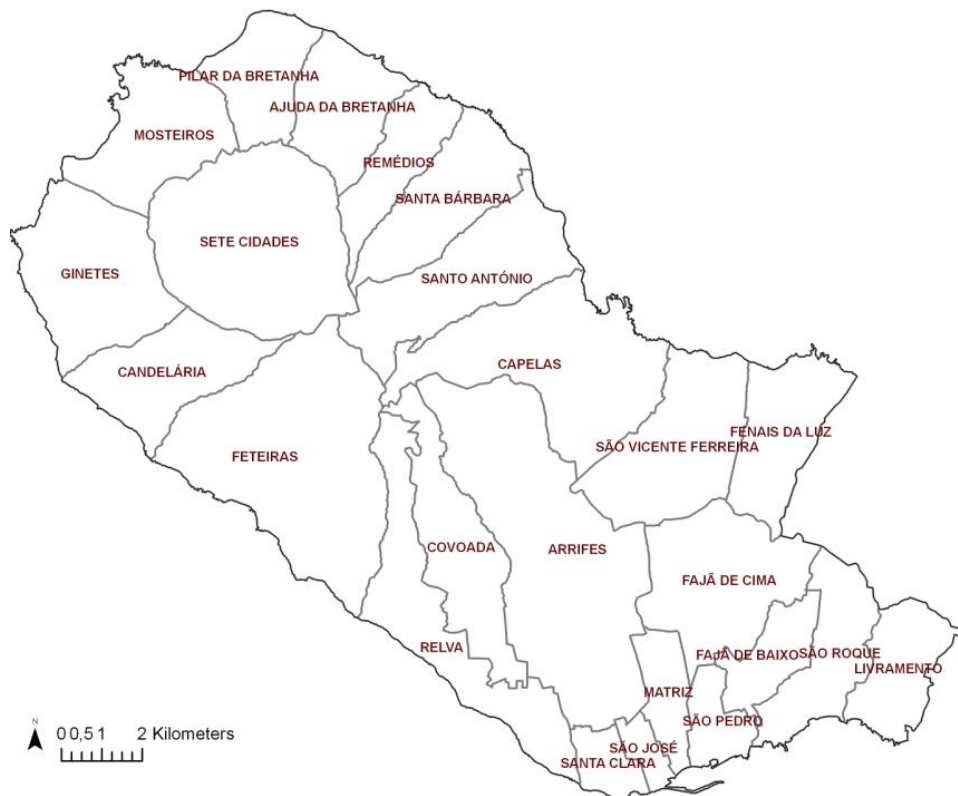 PILAR DA BRETANHA
AJUDA DA BRETANHA
MOSTEIROS
REMÉDIOS
SANTA BÁRBARA
SETE CIDADES
GINETES
SANTO ANTÓNIO
CANDELÁRIA
CAPELAS
FETEIRAS
SÃO VICENTE FERREIRA
FENAIS DA LUZ
COVOADA
ARRIFES
FAJÃ DE CIMA
RELVA
FAJÃ DE BAIXO
SÃO ROQUE
LIVRAMENTO
MATRIZ
SÃO PEDRO
SÃO JOSÉ
SANTA CLARA
N
0 0,5 1 2 Kilometers